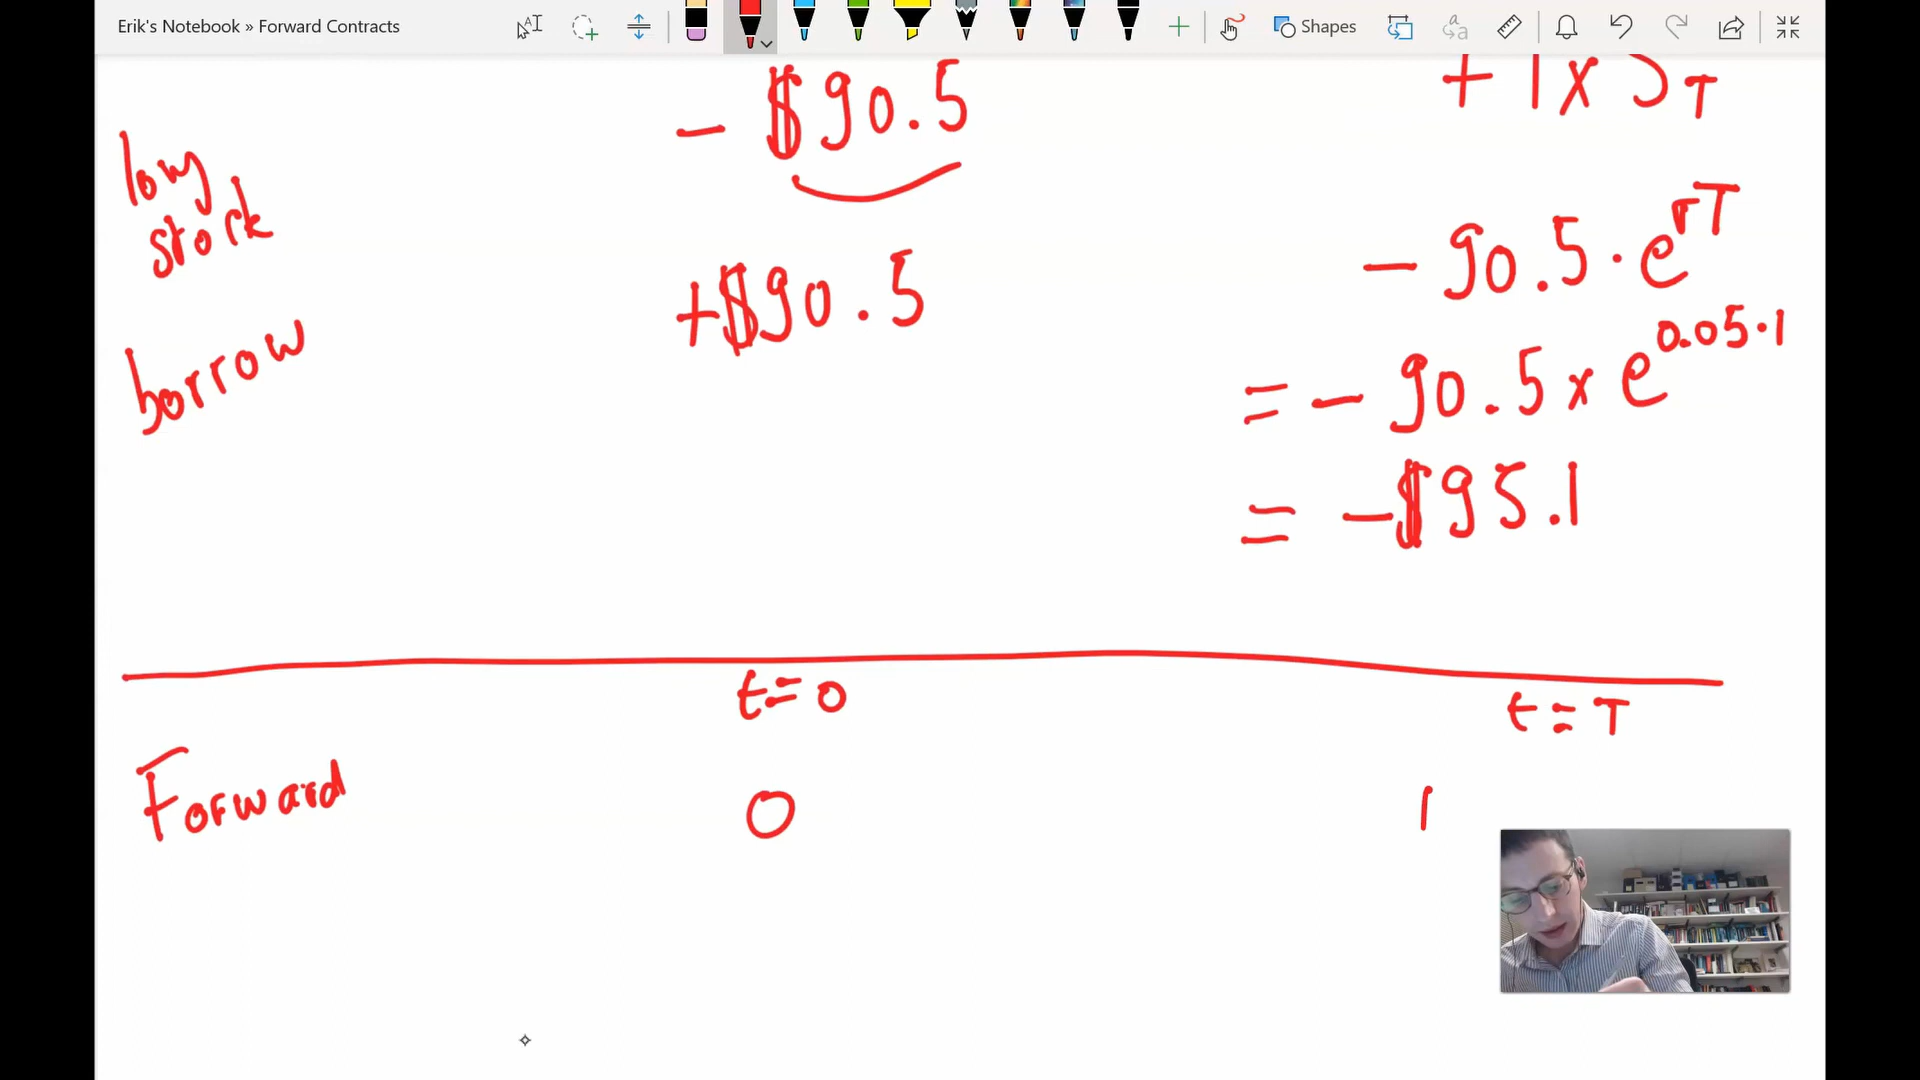 Erik's Notebook » Forward Contracts
Shapes
- $90.5
+ 1 x S_T
long
stock
- 90.5 · e^rT
+$90.5
borrow
= - 90.5 x e^0.05·1
= - $95.1
t = 0
t = T
Forward
0
1